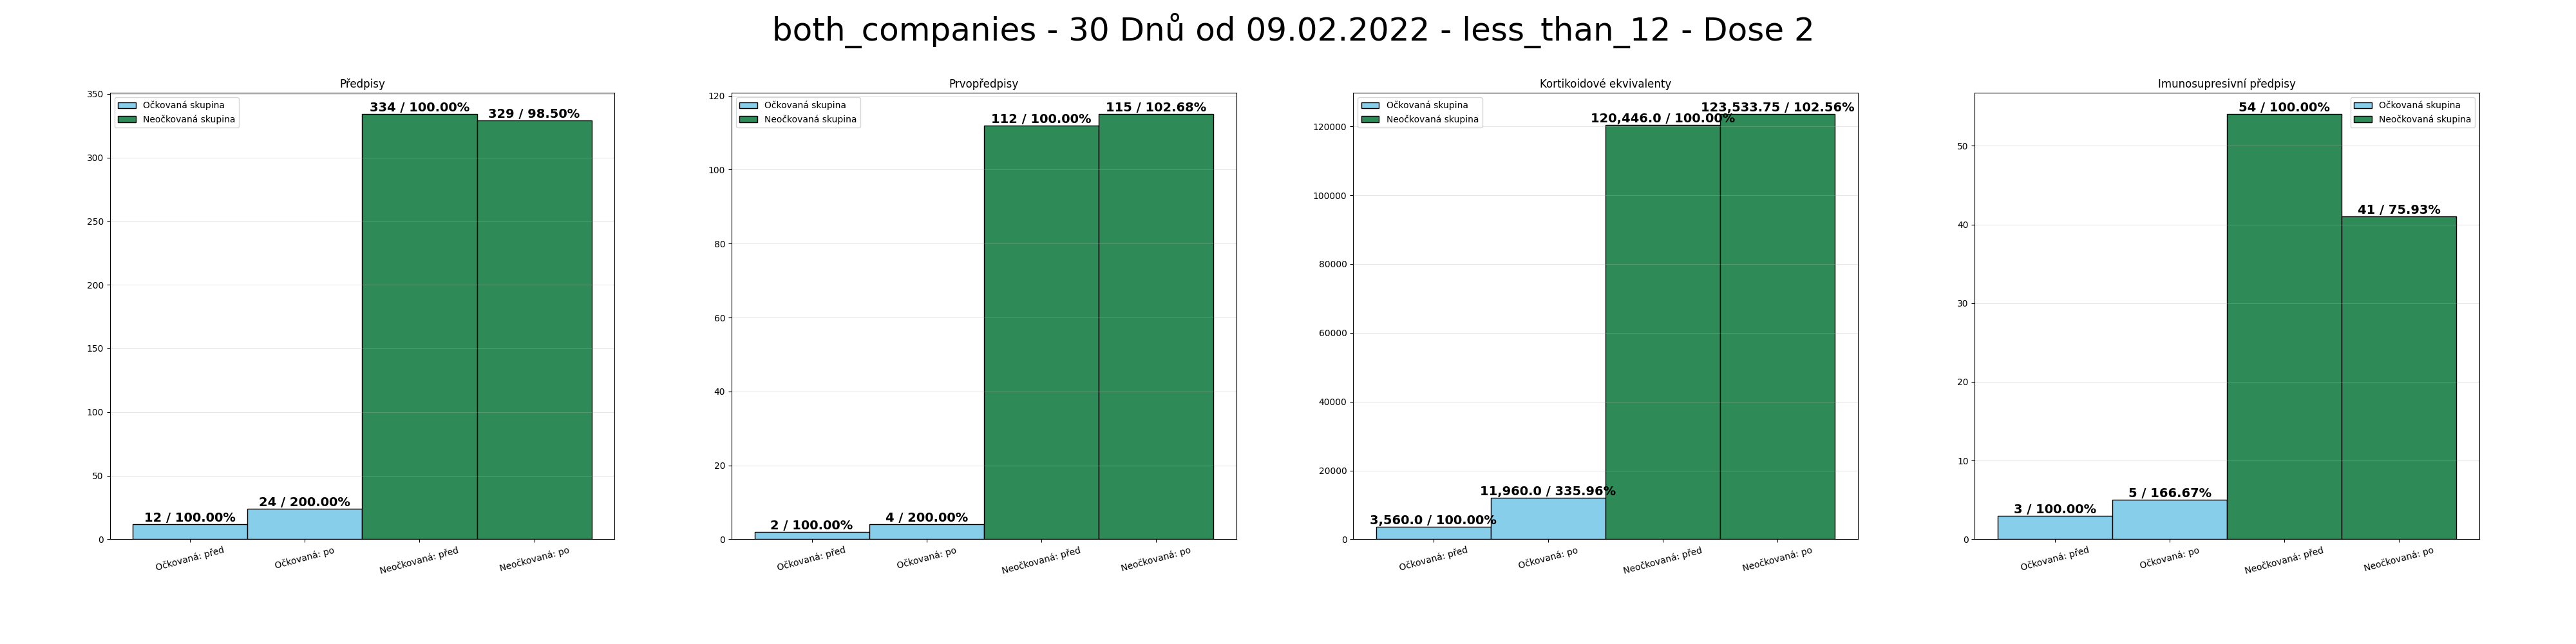 both_companies - 30 Dnů od 09.02.2022 - less_than_12 - Dose 2
Předpisy
350
300
250
200
150
100
50
0
Očkovaná skupina
Neočkovaná skupina
12 / 100.00%
24 / 200.00%
334 / 100.00%
329 / 98.50%
Očkovaná: před
Očkovaná: po
Neočkovaná: před
Neočkovaná: po
Prvopředpisy
120
100
80
60
40
20
0
Očkovaná skupina
Neočkovaná skupina
2 / 100.00%
4 / 200.00%
112 / 100.00%
115 / 102.68%
Očkovaná: před
Očkovaná: po
Neočkovaná: před
Neočkovaná: po
Kortikoidové ekvivalenty
120000
100000
80000
60000
40000
20000
0
Očkovaná skupina
Neočkovaná skupina
3,560.0 / 100.00%
11,960.0 / 335.96%
120,446.0 / 100.00%
123,533.75 / 102.56%
Očkovaná: před
Očkovaná: po
Neočkovaná: před
Neočkovaná: po
Imunosupresivní předpisy
50
40
30
20
10
0
Očkovaná skupina
Neočkovaná skupina
3 / 100.00%
5 / 166.67%
54 / 100.00%
41 / 75.93%
Očkovaná: před
Očkovaná: po
Neočkovaná: před
Neočkovaná: po